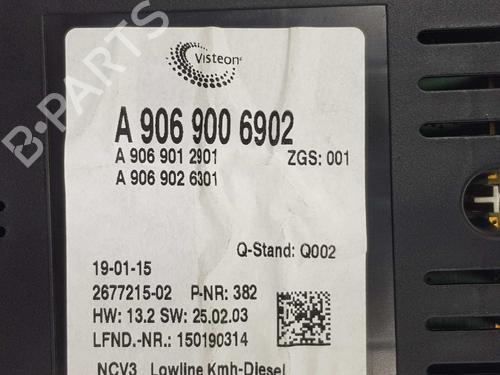 Visteon
A 906 900 6902
A 906 901 2901 ZGS: 001
A 906 902 6301
Q-Stand: Q002
19-01-15
2677215-02 P-NR: 382
HW: 13.2 SW: 25.02.03
LFND.-NR.: 150190314
NCV3 Lowline Kmh-Diesel
B-PARTS